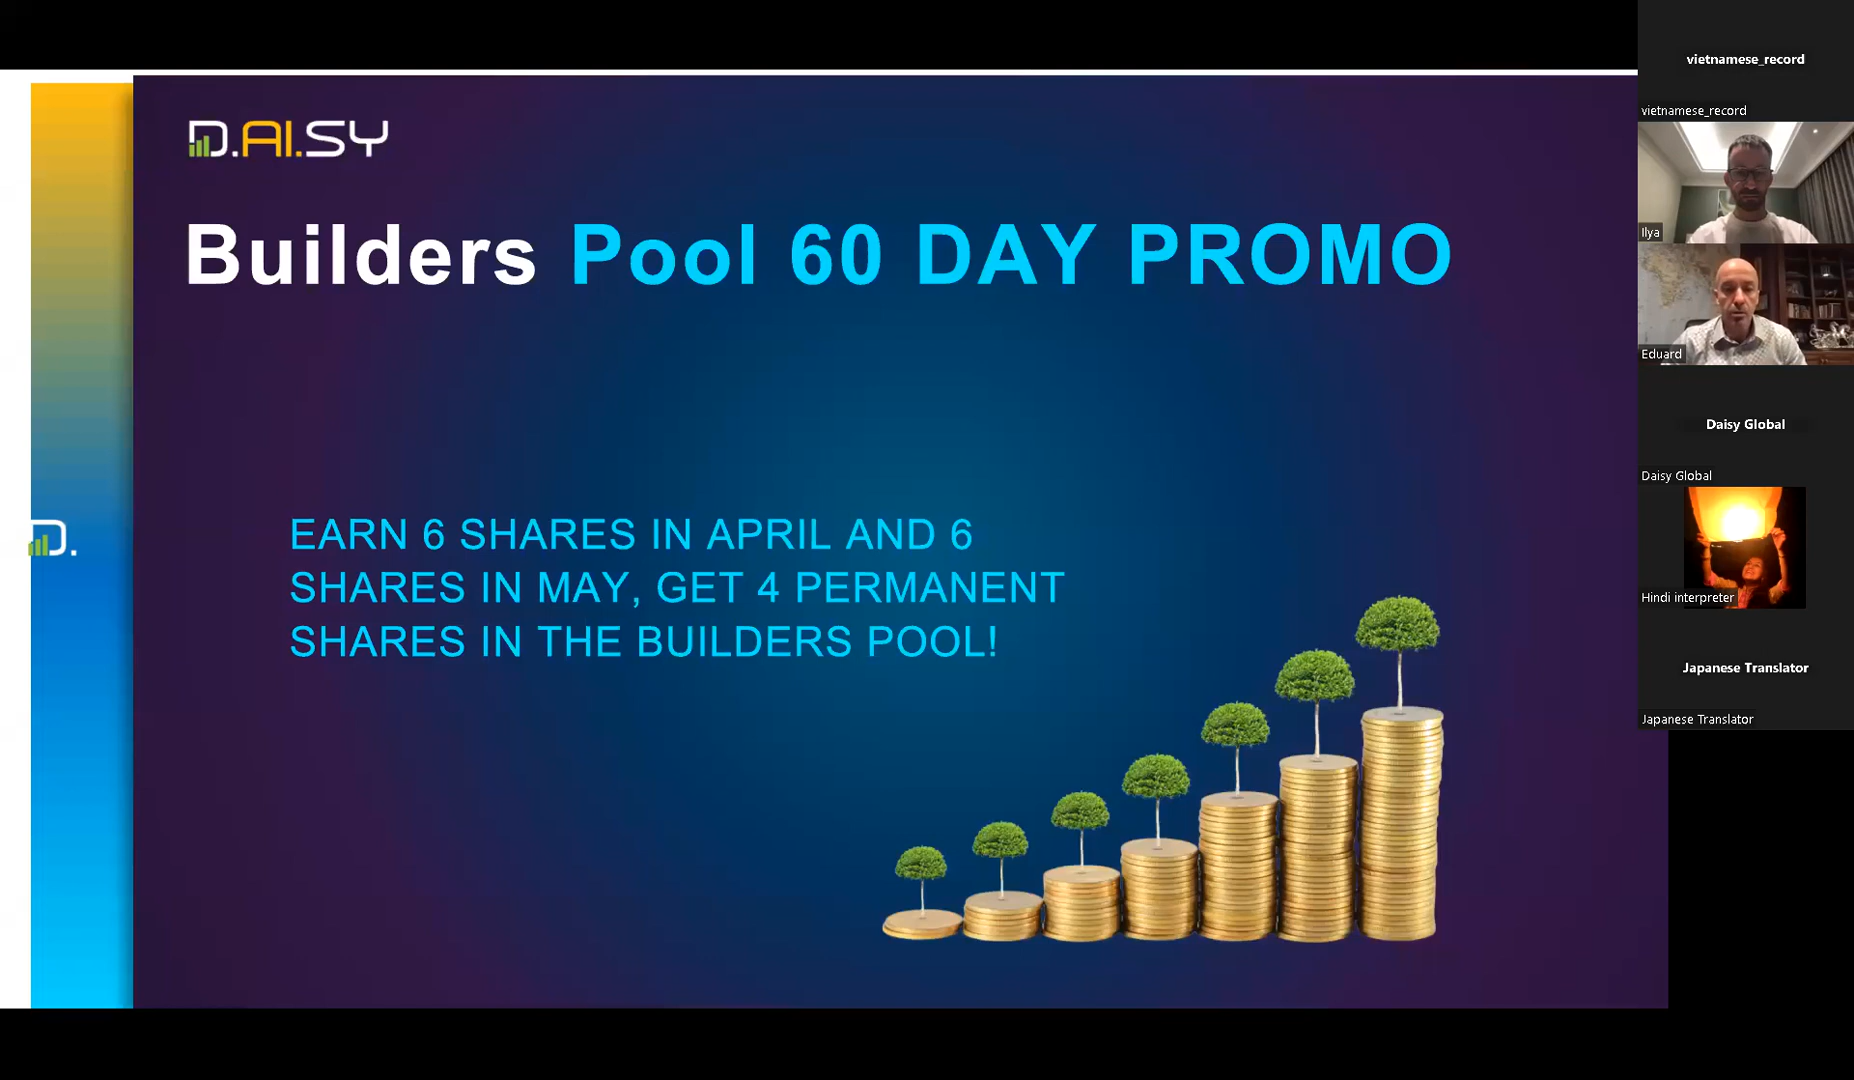 D.AI.SY
Builders Pool 60 DAY PROMO
EARN 6 SHARES IN APRIL AND 6
SHARES IN MAY, GET 4 PERMANENT
SHARES IN THE BUILDERS POOL!
D.
vietnamese_record
vietnamese_record
Ilya
Eduard
Daisy Global
Daisy Global
Hindi interpreter
Japanese Translator
Japanese Translator